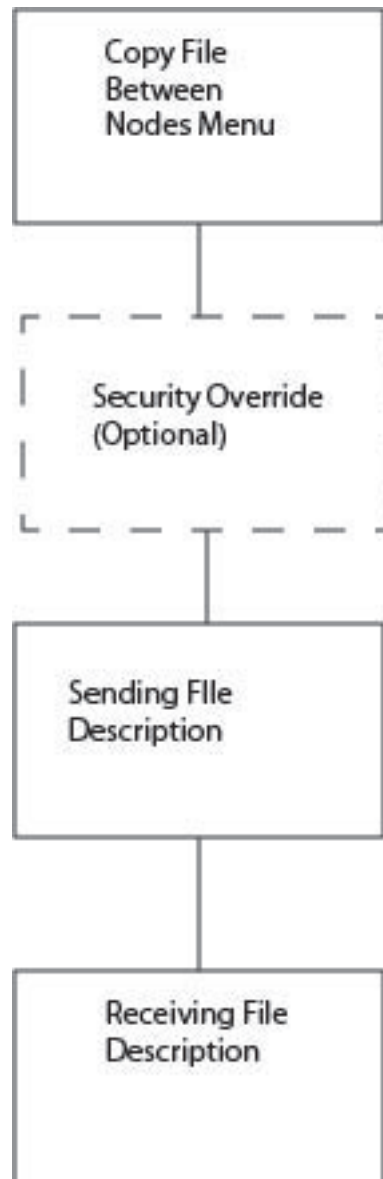 Copy File
Between
Nodes Menu
Security Override
(Optional)
Sending FIle
Description
Receiving File
Description